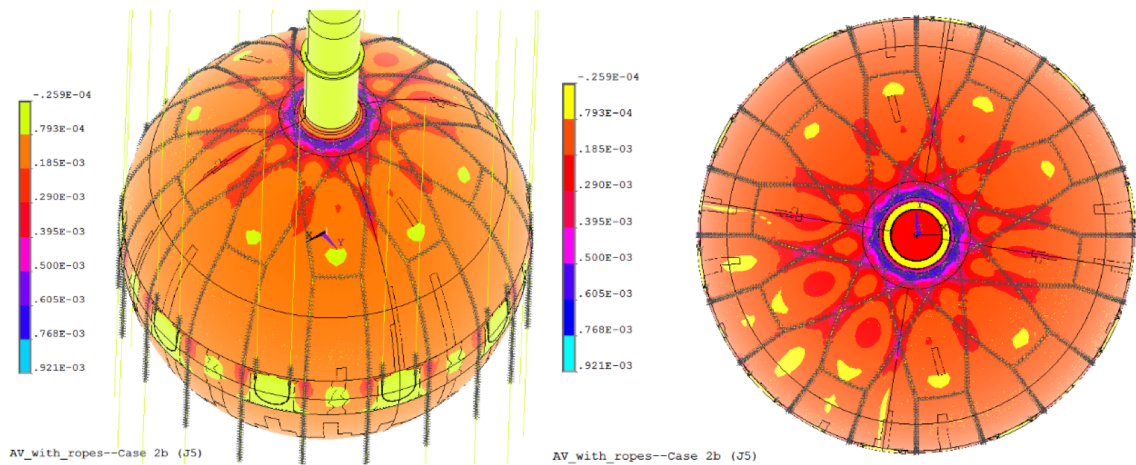 -.259E-04
.793E-04
.185E-03
.290E-03
.395E-03
.500E-03
.605E-03
.768E-03
.921E-03
X
Y
AV_with_ropes--Case 2b (J5)
-.259E-04
.793E-04
.185E-03
.290E-03
.395E-03
.500E-03
.605E-03
.768E-03
.921E-03
X
AV_with_ropes--Case 2b (J5)